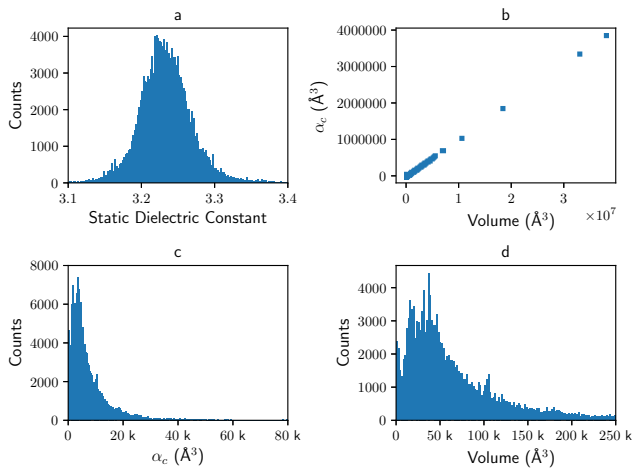 a
4000
3000
2000
1000
0
Counts
3.1 3.2 3.3 3.4
Static Dielectric Constant
b
4000000
3000000
2000000
1000000
0
α_c (Å³)
0 1 2 3
×10⁷
Volume (Å³)
c
8000
6000
4000
2000
0
Counts
0 20 k 40 k 60 k 80 k
α_c (Å³)
d
4000
3000
2000
1000
0
Counts
0 50 k 100 k 150 k 200 k 250 k
Volume (Å³)